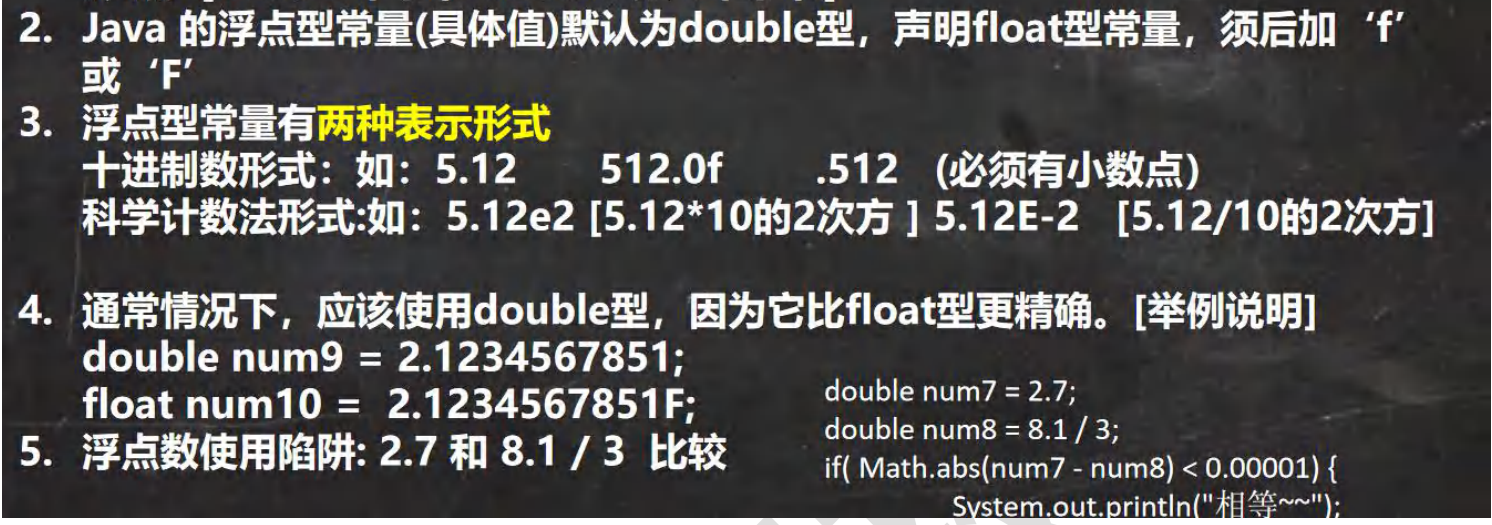 2. Java 的浮点型常量(具体值)默认为double型，声明float型常量，须后加‘f’
或‘F’
3. 浮点型常量有两种表示形式
十进制数形式：如：5.12 512.0f .512 (必须有小数点)
科学计数法形式:如：5.12e2 [5.12*10的2次方 ] 5.12E-2 [5.12/10的2次方]
4. 通常情况下，应该使用double型，因为它比float型更精确。[举例说明]
double num9 = 2.1234567851;
float num10 = 2.1234567851F;
5. 浮点数使用陷阱: 2.7 和 8.1 / 3 比较
double num7 = 2.7;
double num8 = 8.1 / 3;
if( Math.abs(num7 - num8) < 0.00001) {
System.out.println("相等~~");